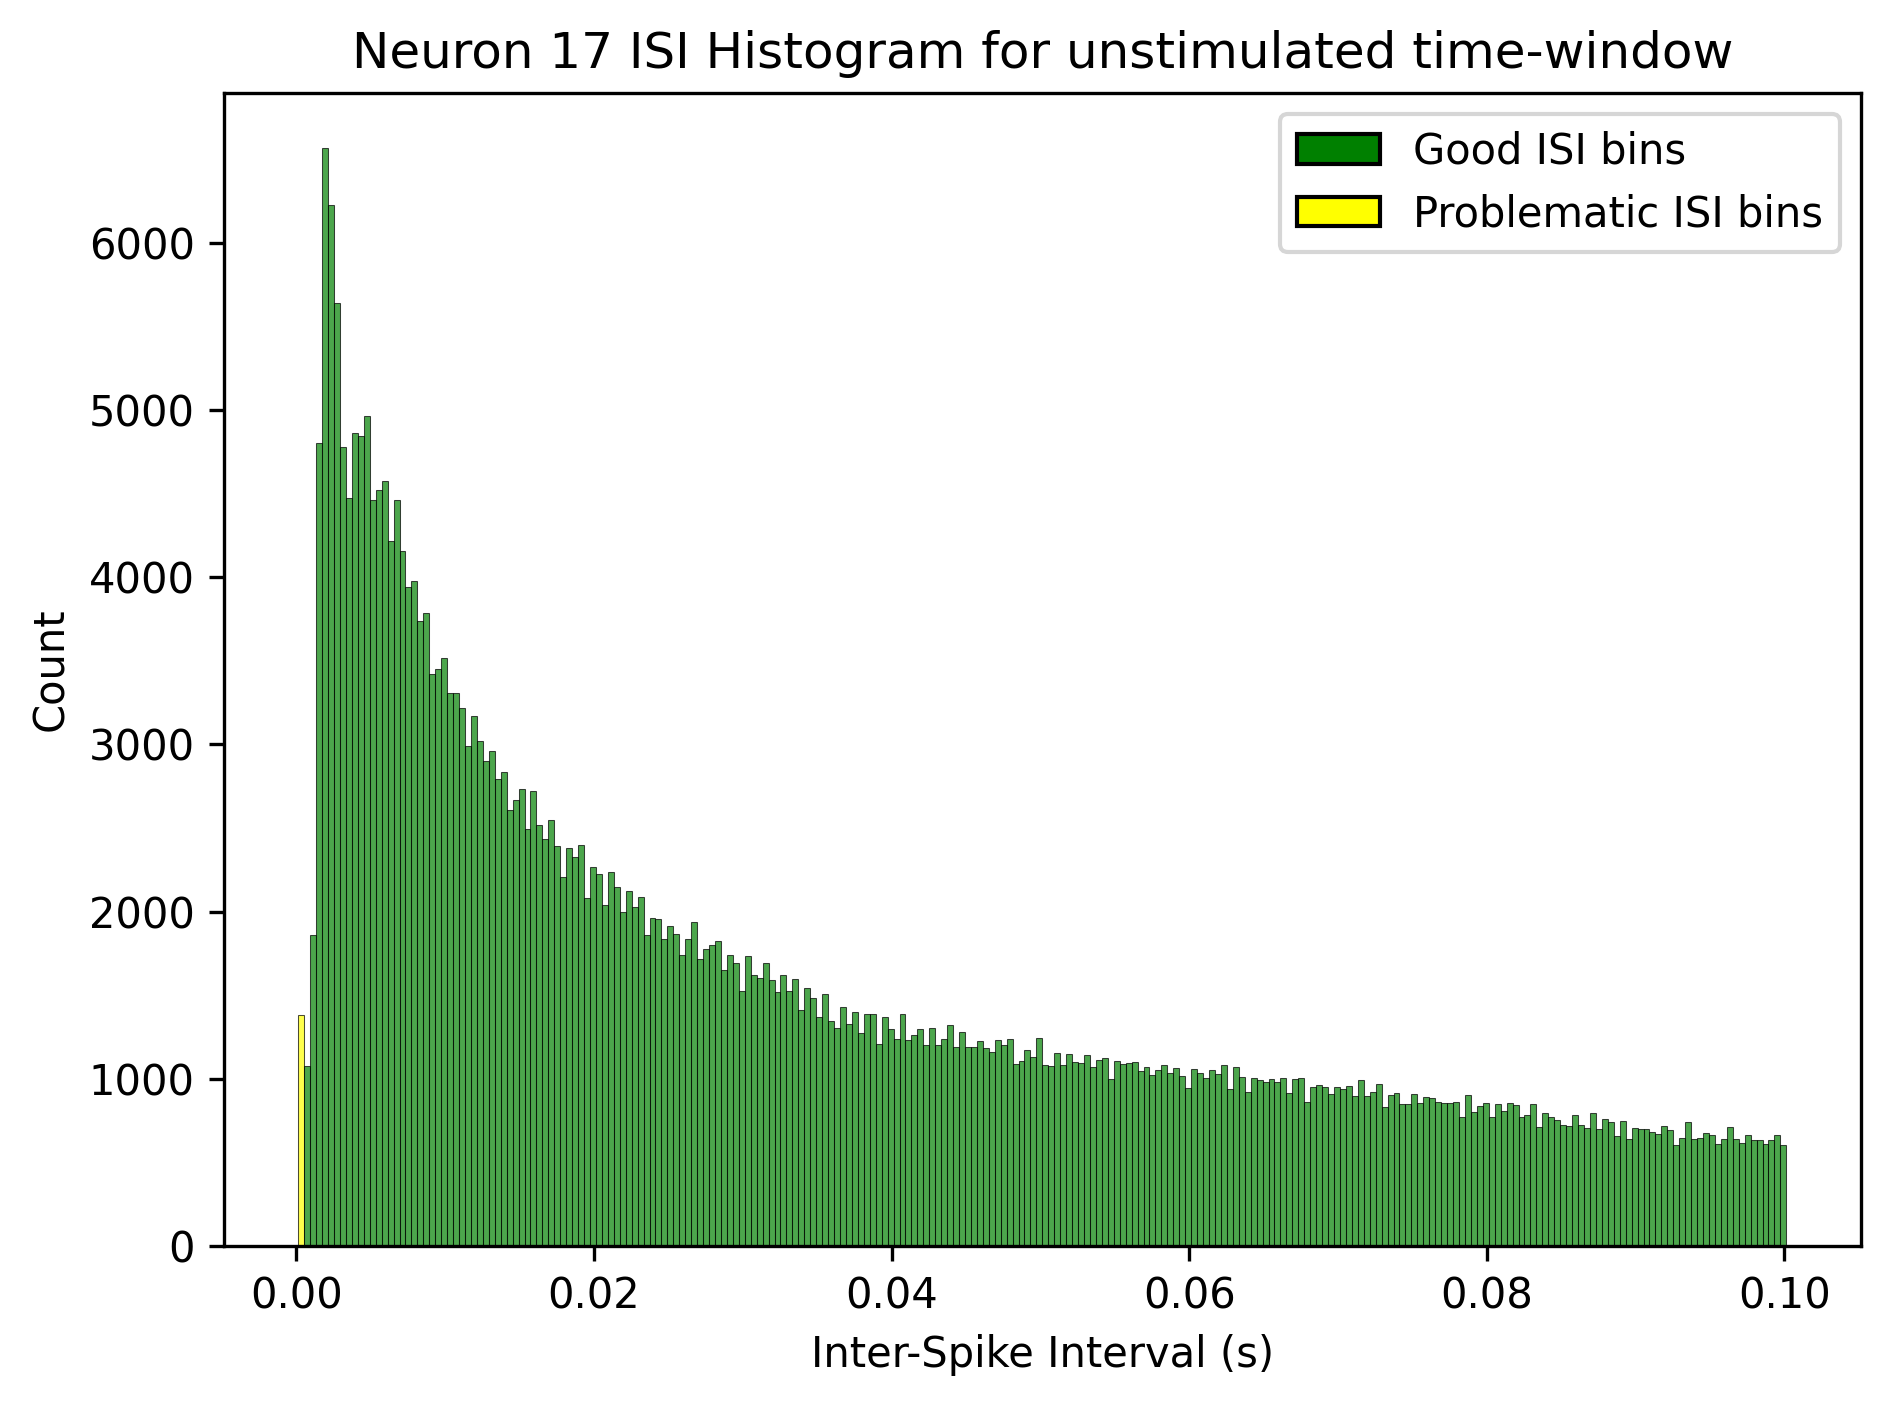 Neuron 17 ISI Histogram for unstimulated time-window
Good ISI bins
Problematic ISI bins
6000
5000
4000
3000
2000
1000
0
Count
0.00 0.02 0.04 0.06 0.08 0.10
Inter-Spike Interval (s)